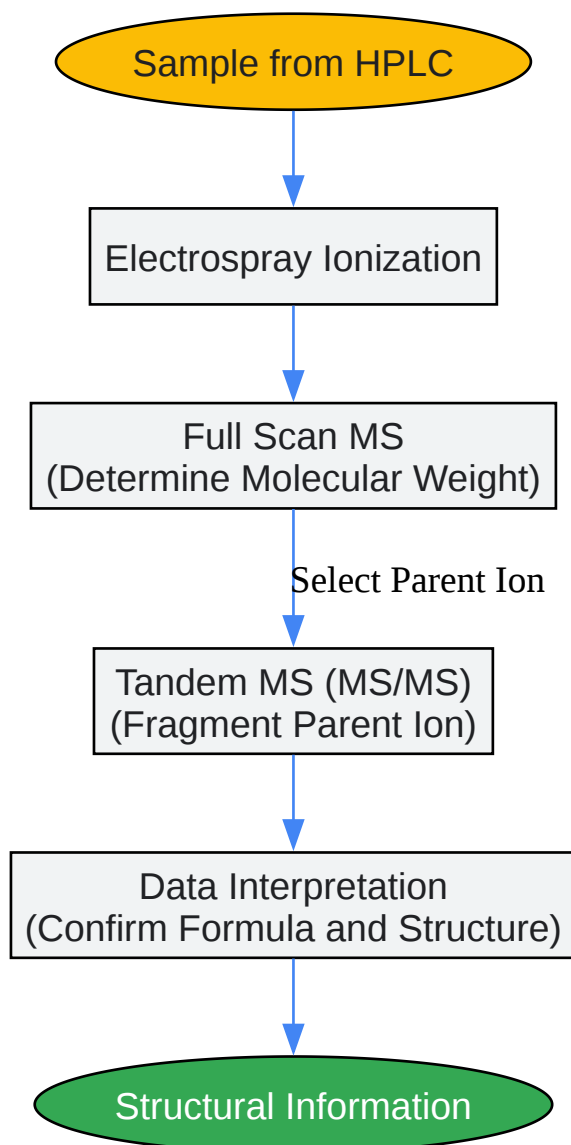 Sample from HPLC
Electrospray Ionization
Full Scan MS
(Determine Molecular Weight)
Select Parent Ion
Tandem MS (MS/MS)
(Fragment Parent Ion)
Data Interpretation
(Confirm Formula and Structure)
Structural Information